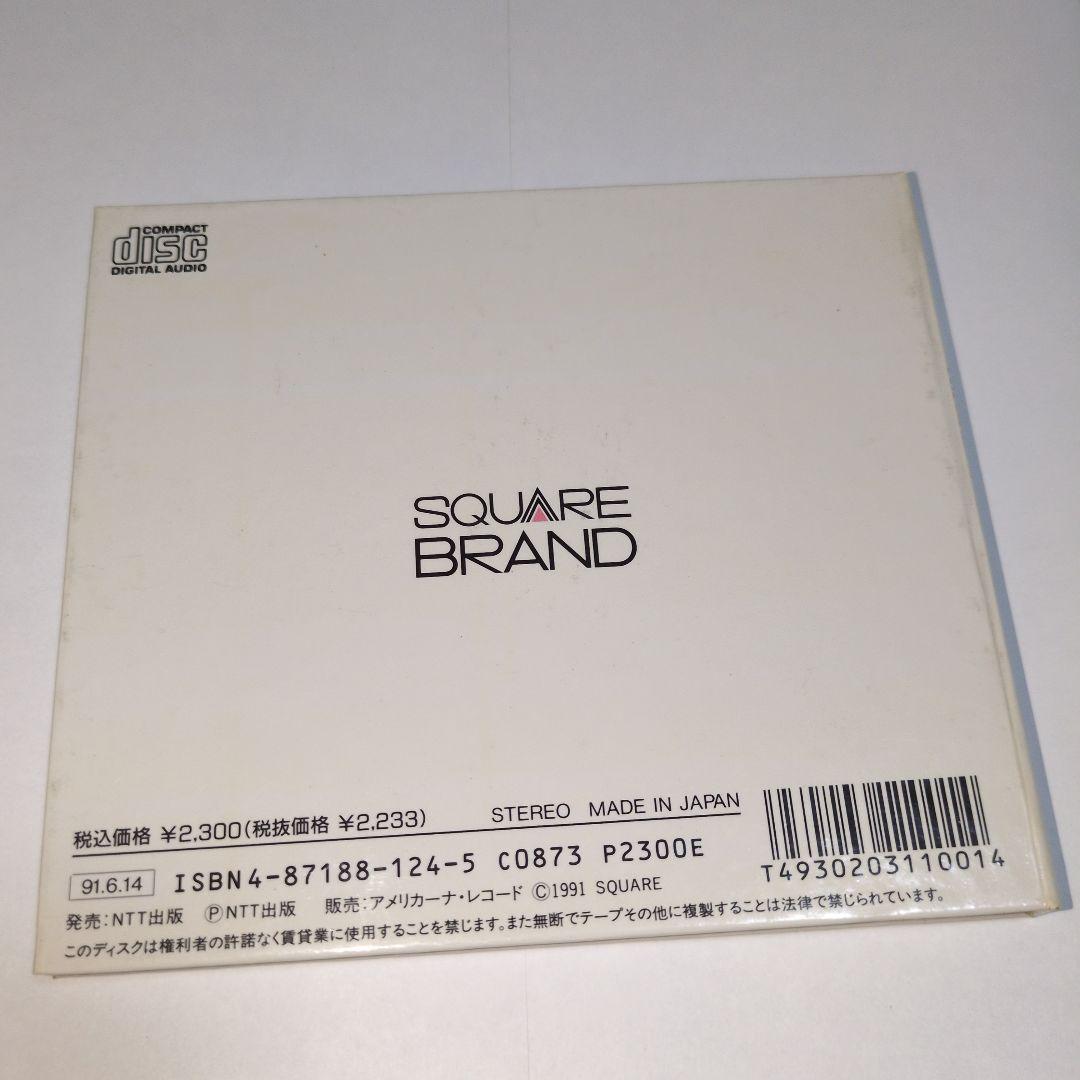 COMPACT
disc
DIGITAL AUDIO
SQUARE
BRAND
税込価格 ¥2,300(税抜価格 ¥2,233) STEREO MADE IN JAPAN
91.6.14 ISBN4-87188-124-5 C0873 P2300E
T4930203110014
発売:NTT出版 ⓅNTT出版 販売:アメリカーナ・レコード ©1991 SQUARE
このディスクは権利者の許諾なく賃貸業に使用することを禁じます。また無断でテープその他に複製することは法律で禁じられています。